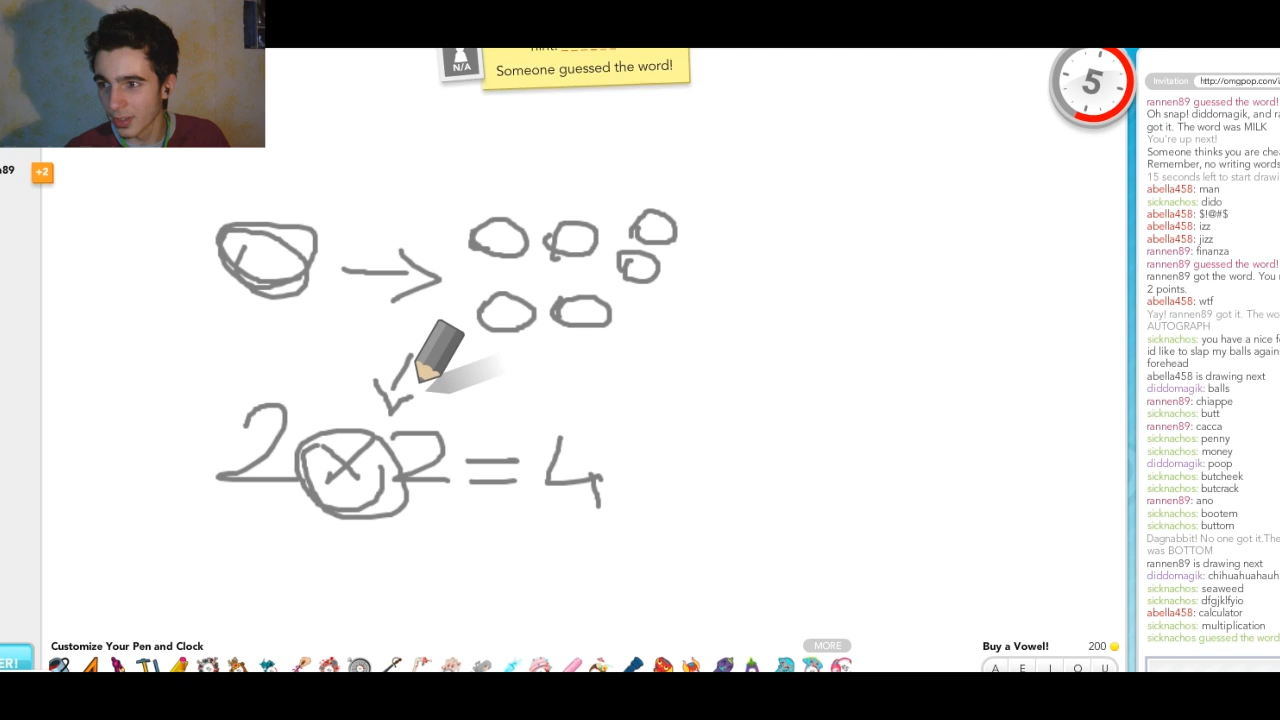 N/A
Someone guessed the word!
5
+2
2 x 2 = 4
Invitation http://omgpop.com/
rannen89 guessed the word!
Oh snap! diddomagik, and
got it. The word was MILK
You're up next!
Someone thinks you are
Remember, no writing words
15 seconds left to start
abella458: man
sicknachos: dido
abella458: $!@#$
abella458: izz
abella458: jizz
rannen89: finanza
rannen89 guessed the word!
rannen89 got the word. You
2 points.
abella458: wtf
Yay! rannen89 got it. The
AUTOGRAPH
sicknachos: you have a nice
id like to slap my balls again
forehead
abella458 is drawing next
diddomagik: balls
rannen89: chiappe
sicknachos: butt
rannen89: cacca
sicknachos: penny
sicknachos: money
diddomagik: poop
sicknachos: butcheek
sicknachos: butcrack
rannen89: ano
sicknachos: bootem
sicknachos: buttom
Dagnabbit! No one got it.The
was BOTTOM
rannen89 is drawing next
diddomagik: chihuahuahauh
sicknachos: seaweed
sicknachos: dfgjklfyio
abella458: calculator
sicknachos: multiplication
sicknachos guessed the word
Customize Your Pen and Clock MORE
Buy a Vowel! 200
A E I O U